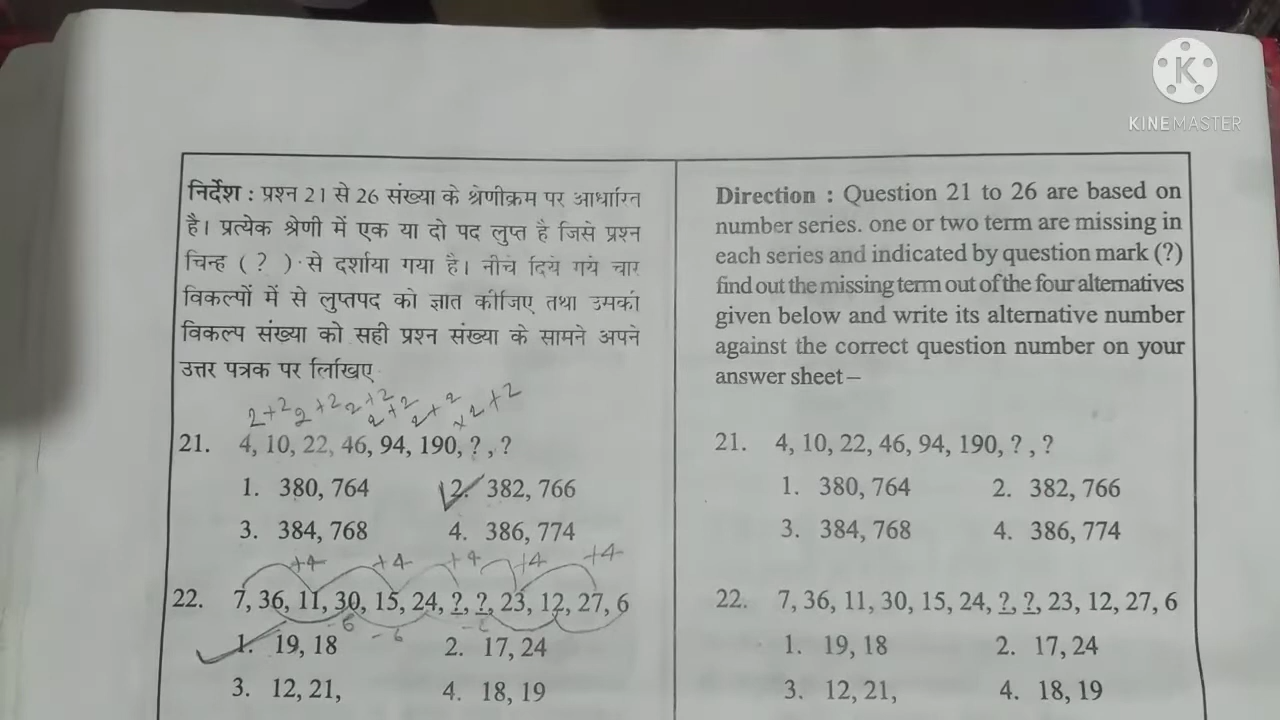 KINEMASTER
निर्देश : प्रश्न 21 से 26 संख्या के श्रेणीक्रम पर आधारित
है। प्रत्येक श्रेणी में एक या दो पद लुप्त है जिसे प्रश्न
चिन्ह ( ? ) से दर्शाया गया है। नीचे दिये गये चार
विकल्पों में से लुप्तपद को ज्ञात कीजिए तथा उसकी
विकल्प संख्या को सही प्रश्न संख्या के सामने अपने
उत्तर पत्रक पर लिखिए
21. 4, 10, 22, 46, 94, 190, ? , ?
1. 380, 764 2. 382, 766
3. 384, 768 4. 386, 774
+4 +4 +4 +4 +4
22. 7, 36, 11, 30, 15, 24, ?, ?, 23, 12, 27, 6
-6 -6
1. 19, 18 2. 17, 24
3. 12, 21, 4. 18, 19
Direction : Question 21 to 26 are based on
number series. one or two term are missing in
each series and indicated by question mark (?)
find out the missing term out of the four alternatives
given below and write its alternative number
against the correct question number on your
answer sheet –
21. 4, 10, 22, 46, 94, 190, ? , ?
1. 380, 764 2. 382, 766
3. 384, 768 4. 386, 774
22. 7, 36, 11, 30, 15, 24, ?, ?, 23, 12, 27, 6
1. 19, 18 2. 17, 24
3. 12, 21, 4. 18, 19